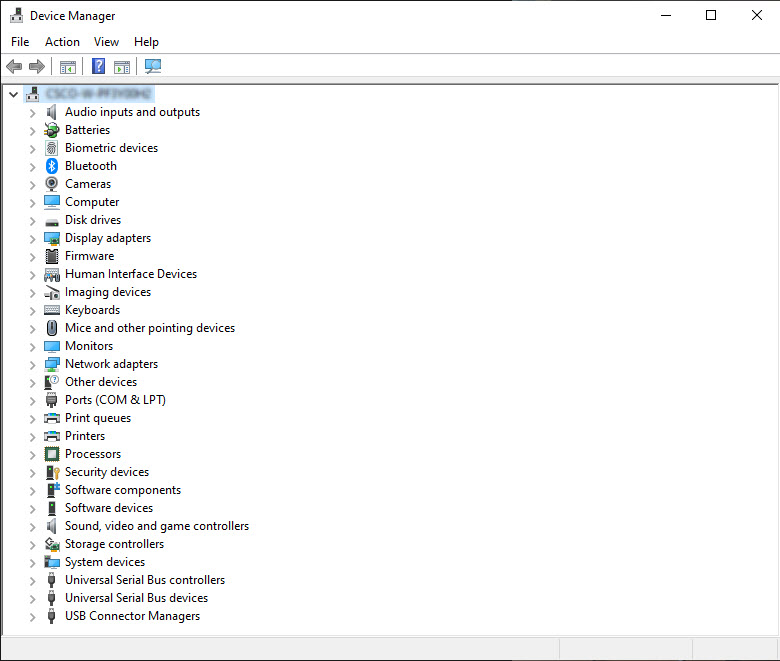 Device Manager
File Action View Help
Audio inputs and outputs
Batteries
Biometric devices
Bluetooth
Cameras
Computer
Disk drives
Display adapters
Firmware
Human Interface Devices
Imaging devices
Keyboards
Mice and other pointing devices
Monitors
Network adapters
Other devices
Ports (COM & LPT)
Print queues
Printers
Processors
Security devices
Software components
Software devices
Sound, video and game controllers
Storage controllers
System devices
Universal Serial Bus controllers
Universal Serial Bus devices
USB Connector Managers